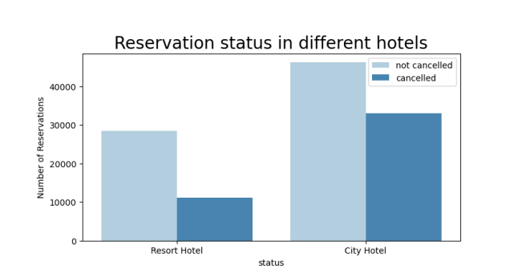 Reservation status in different hotels
not cancelled
cancelled
Number of Reservations
40000
30000
20000
10000
0
Resort Hotel
City Hotel
status